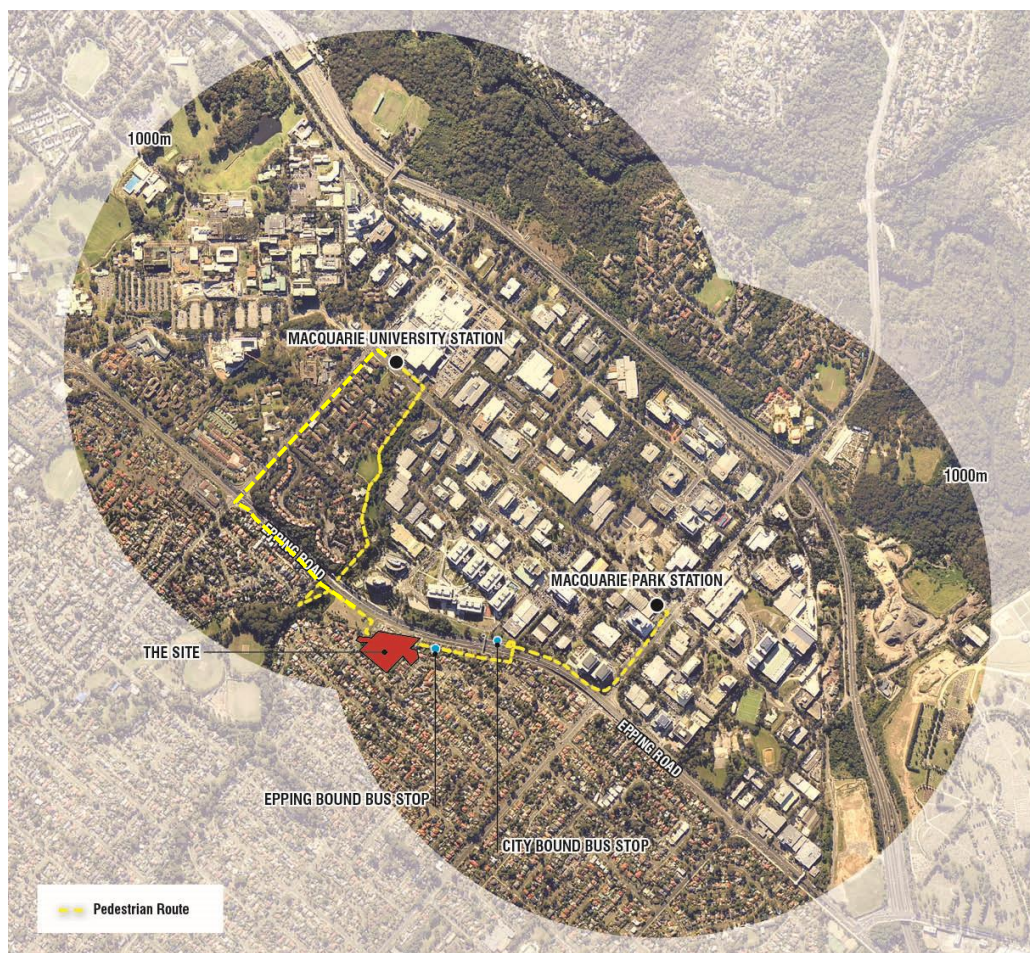 1000m
MACQUARIE UNIVERSITY STATION
1000m
EPPING ROAD
MACQUARIE PARK STATION
THE SITE
EPPING ROAD
EPPING BOUND BUS STOP
CITY BOUND BUS STOP
Pedestrian Route